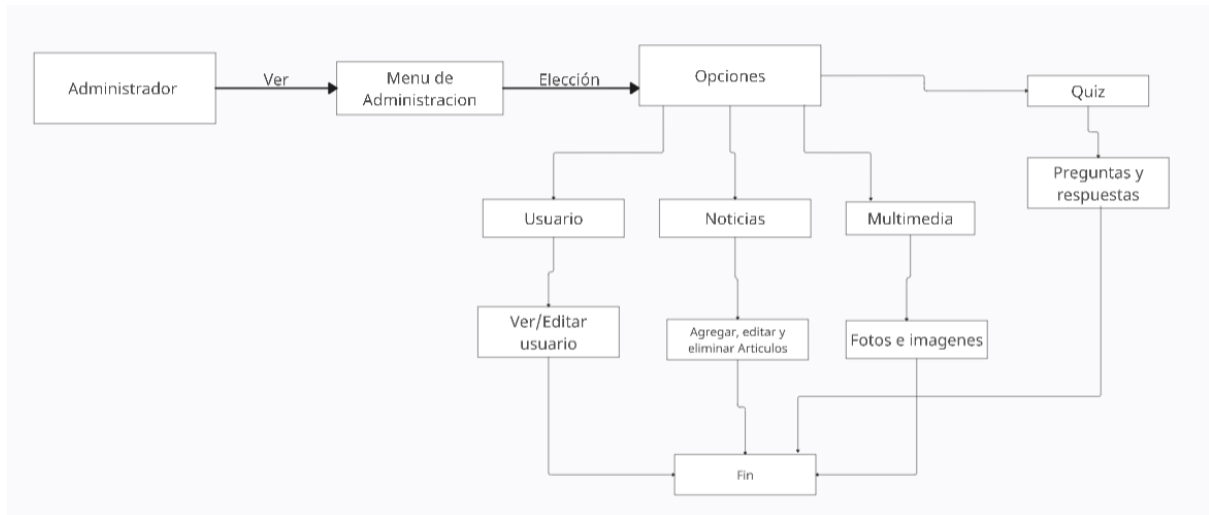 Administrador
Ver
Menu de
Administracion
Elección
Opciones
Quiz
Preguntas y
respuestas
Usuario
Noticias
Multimedia
Ver/Editar
usuario
Agregar, editar y
eliminar Articulos
Fotos e imagenes
Fin